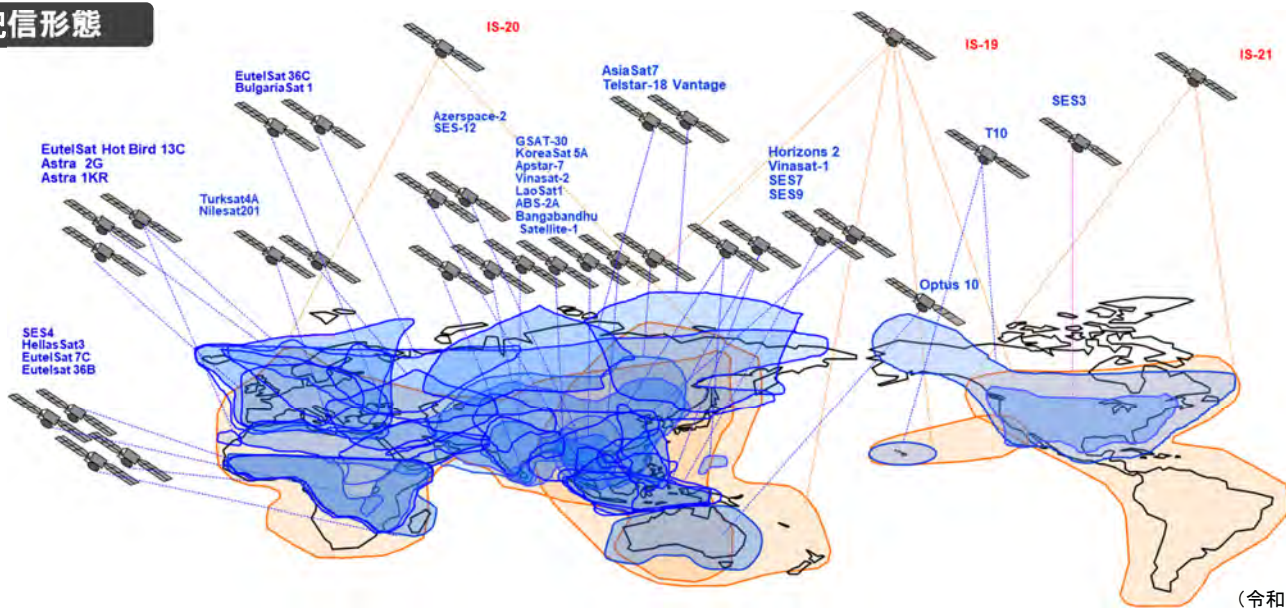 配信形態
IS-20
IS-19
IS-21
EutelSat 36C
BulgariaSat 1
AsiaSat7
Telstar-18 Vantage
SES3
Azerspace-2
SES-12
T10
EutelSat Hot Bird 13C
Astra 2G
Astra 1KR
GSAT-30
KoreaSat 5A
Apstar-7
Vinasat-2
LaoSat1
ABS-2A
Bangabandhu
Satellite-1
Horizons 2
Vinasat-1
SES7
SES9
Turksat4A
Nilesat201
Optus 10
SES4
HellasSat3
EutelSat 7C
Eutelsat 36B
(令和